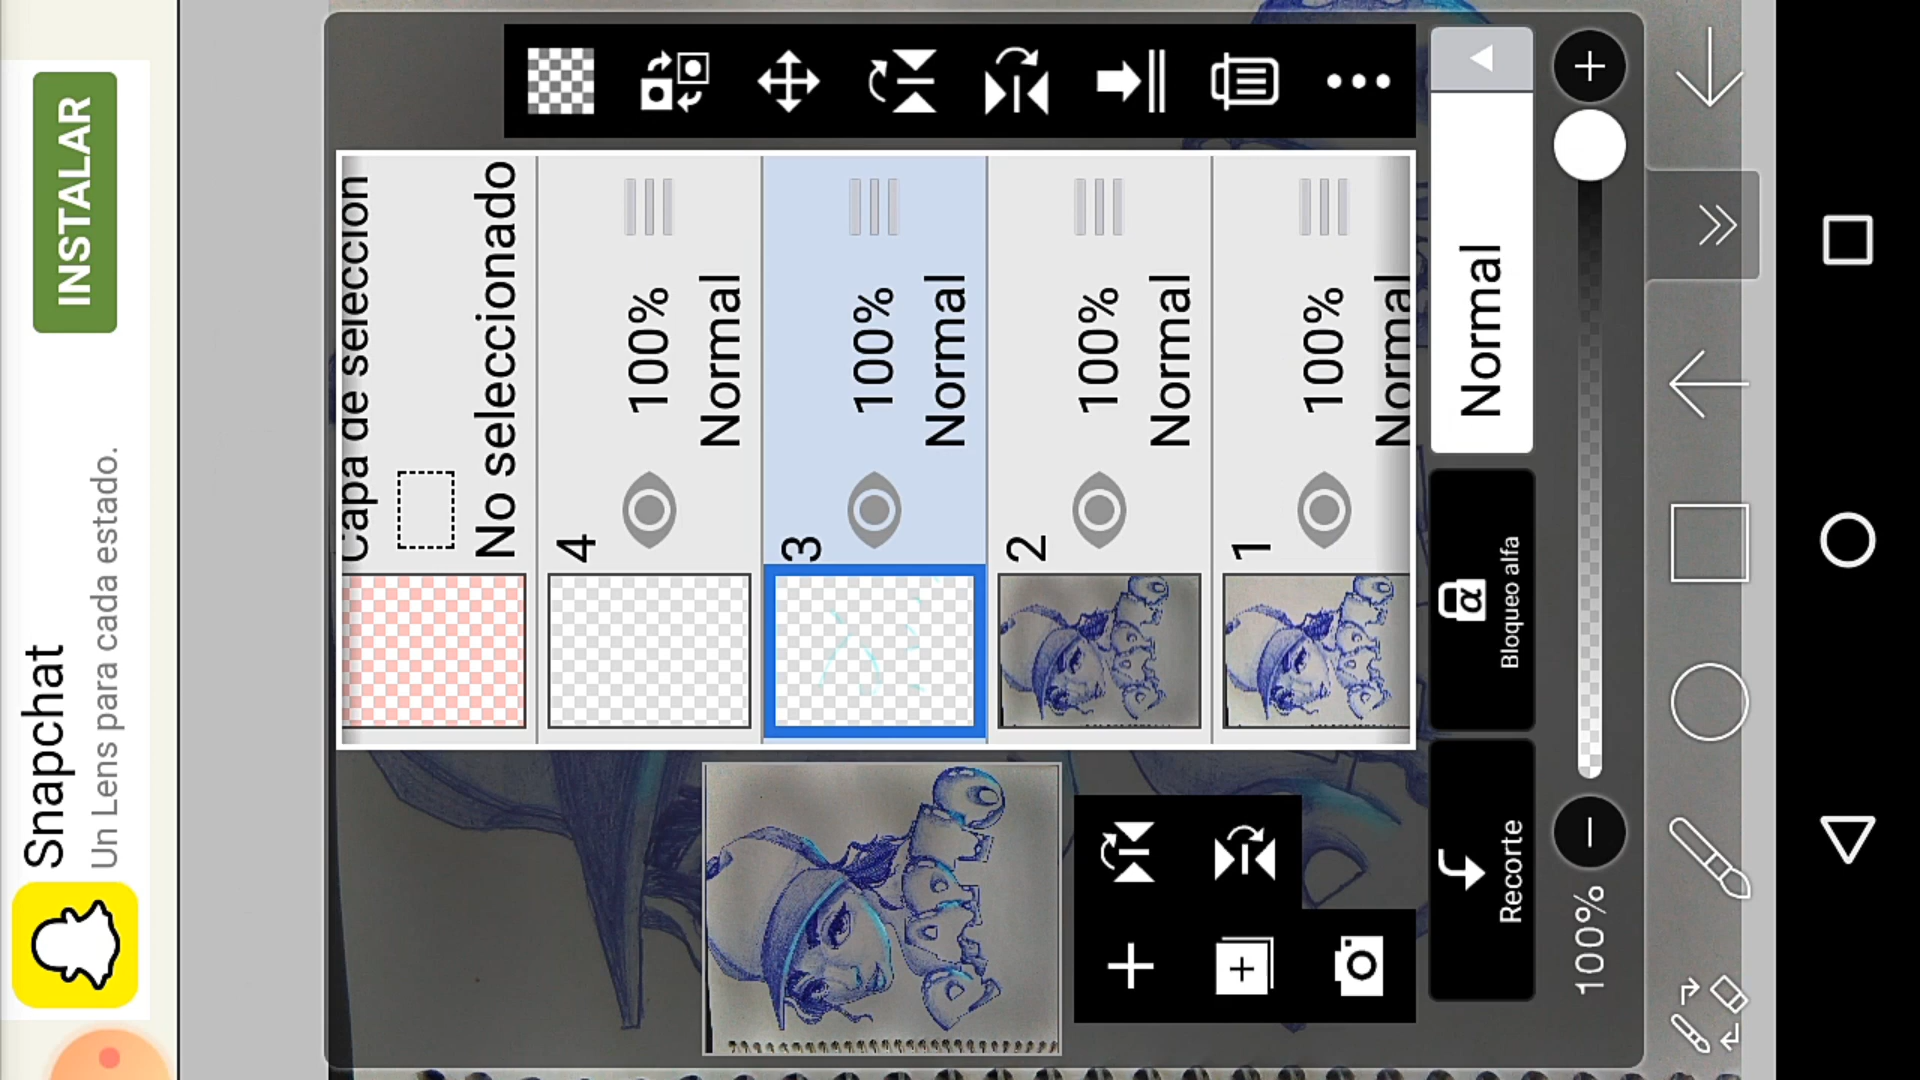 Snapchat
Un Lens para cada estado.
INSTALAR
Capa de selección
No seleccionado
4
100%
Normal
3
100%
Normal
2
100%
Normal
1
100%
Normal
Normal
Bloqueo alfa
α
Recorte
100%